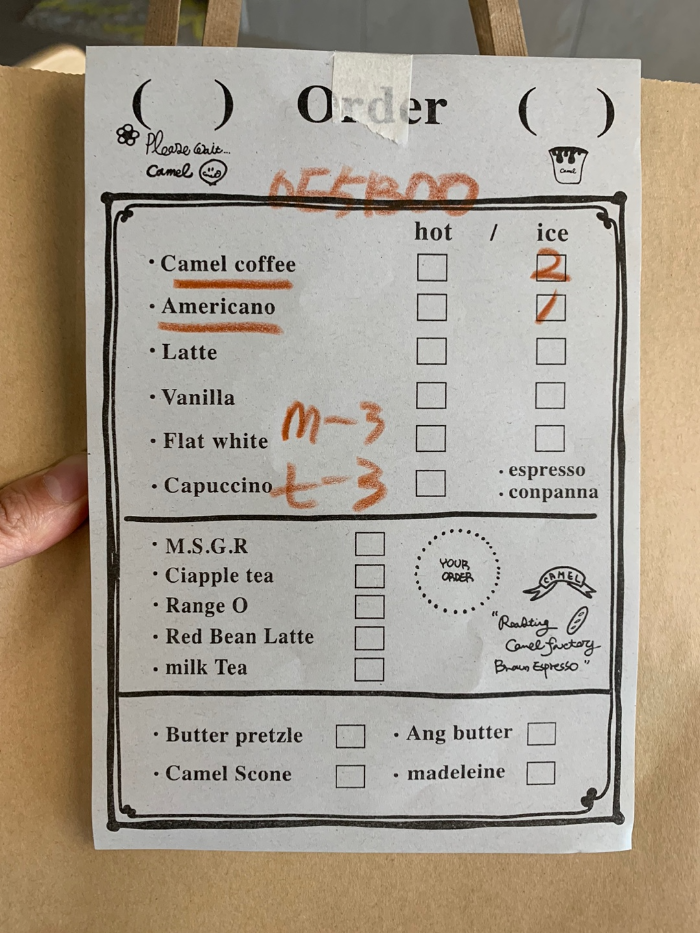 (    ) Order (    )
Please Wait...
Camel
Camel
hot / ice
· Camel coffee 2
· Americano 1
· Latte
· Vanilla
M-3
· Flat white
· Capuccino t-3
· espresso
· conpanna
· M.S.G.R
· Ciapple tea
· Range O
· Red Bean Latte
· milk Tea
YOUR
ORDER
CAMEL
"Roasting
Camel factory
Brown Espresso"
· Butter pretzle · Ang butter
· Camel Scone · madeleine